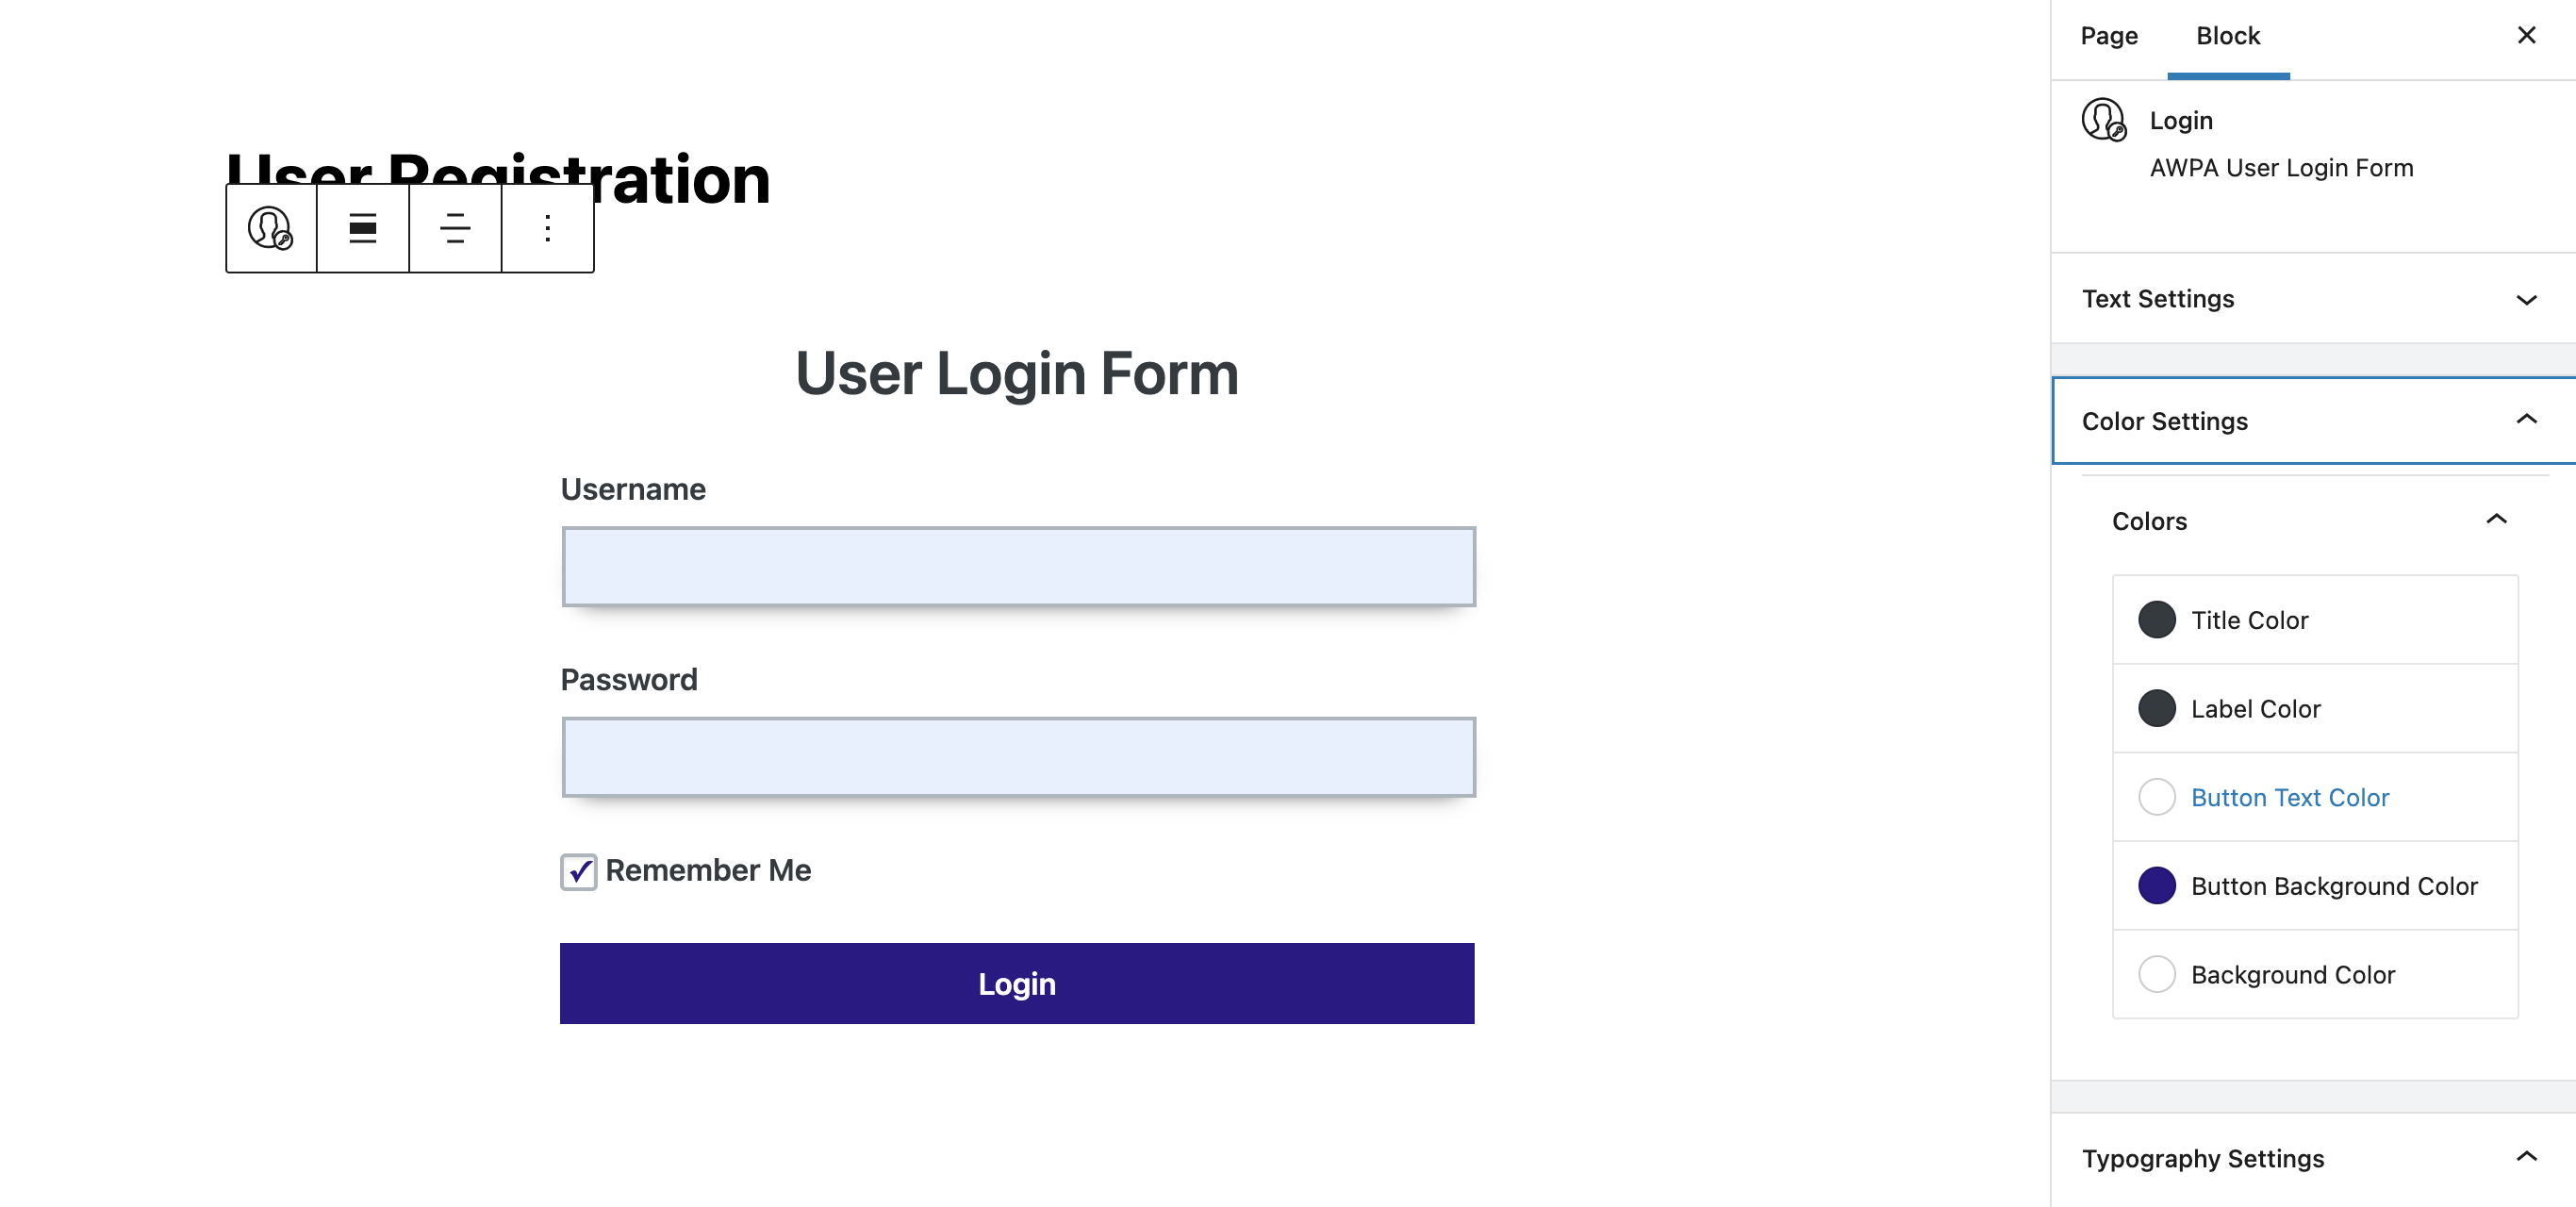 User Registration
User Login Form
Username
Password
Remember Me
Login
Page Block
Login
AWPA User Login Form
Text Settings
Color Settings
Colors
Title Color
Label Color
Button Text Color
Button Background Color
Background Color
Typography Settings